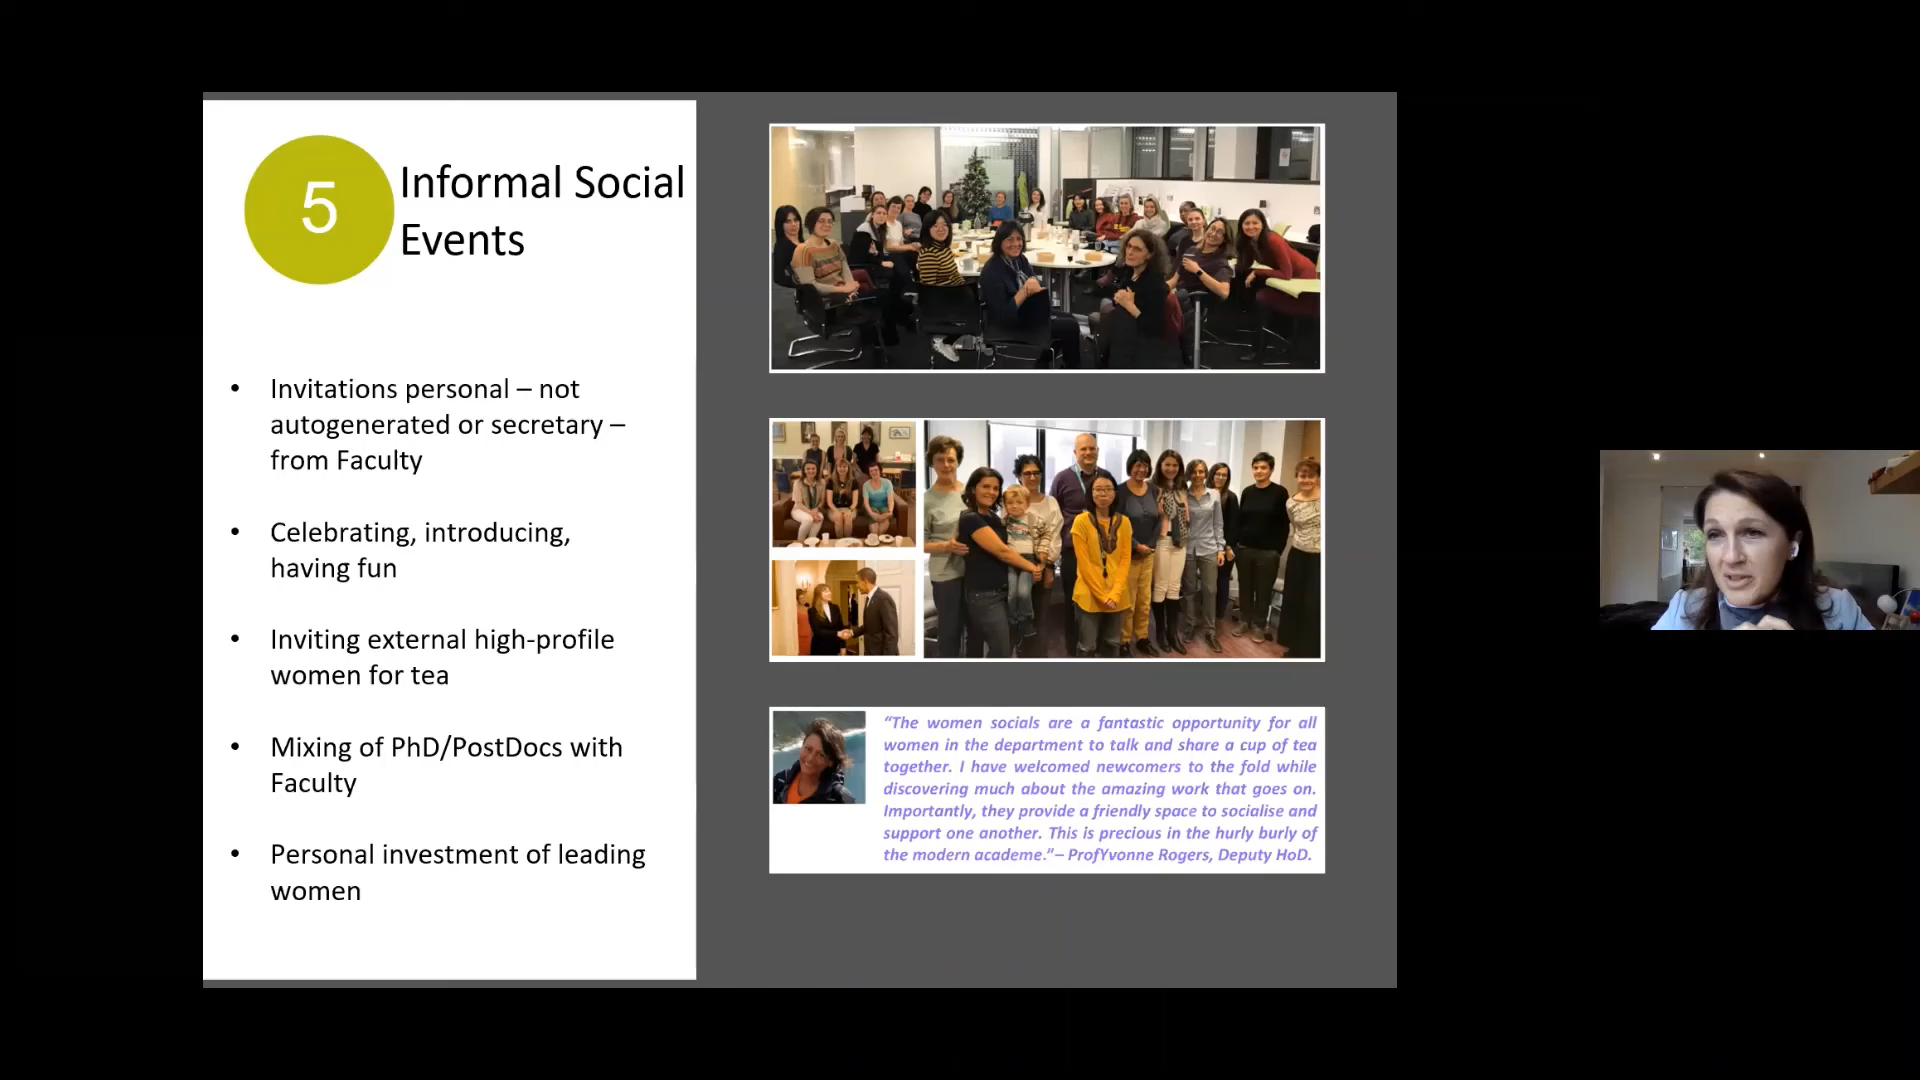 5
Informal Social
Events
• Invitations personal – not
autogenerated or secretary –
from Faculty
• Celebrating, introducing,
having fun
• Inviting external high-profile
women for tea
• Mixing of PhD/PostDocs with
Faculty
• Personal investment of leading
women
“The women socials are a fantastic opportunity for all
women in the department to talk and share a cup of tea
together. I have welcomed newcomers to the fold while
discovering much about the amazing work that goes on.
Importantly, they provide a friendly space to socialise and
support one another. This is precious in the hurly burly of
the modern academe.”– ProfYvonne Rogers, Deputy HoD.